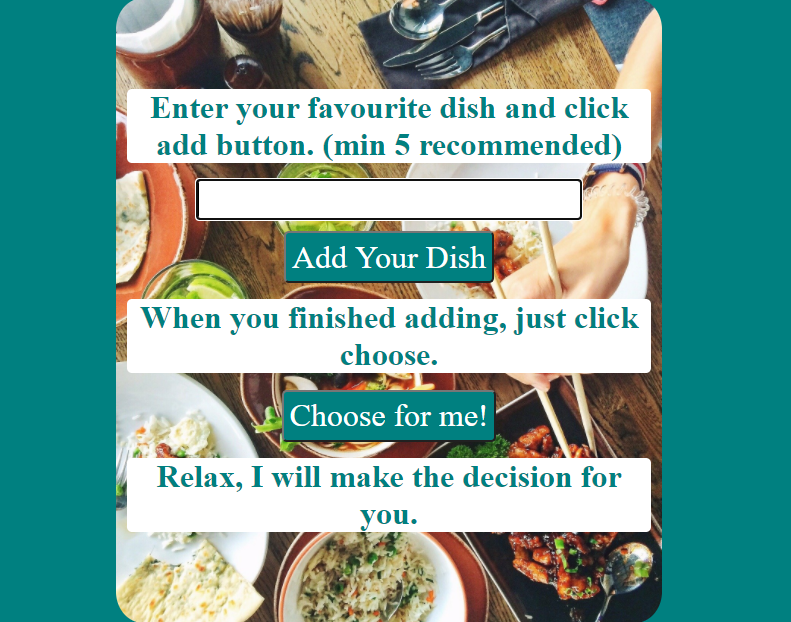 Enter your favourite dish and click
add button. (min 5 recommended)
Add Your Dish
When you finished adding, just click
choose.
Choose for me!
Relax, I will make the decision for
you.